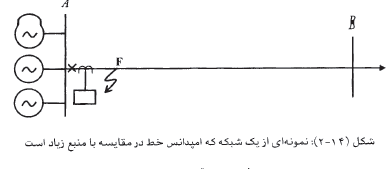 A
B
F
شکل (۱۴-۲): نمونه‌ای از یک شبکه که امپدانس خط در مقایسه با منبع زیاد است